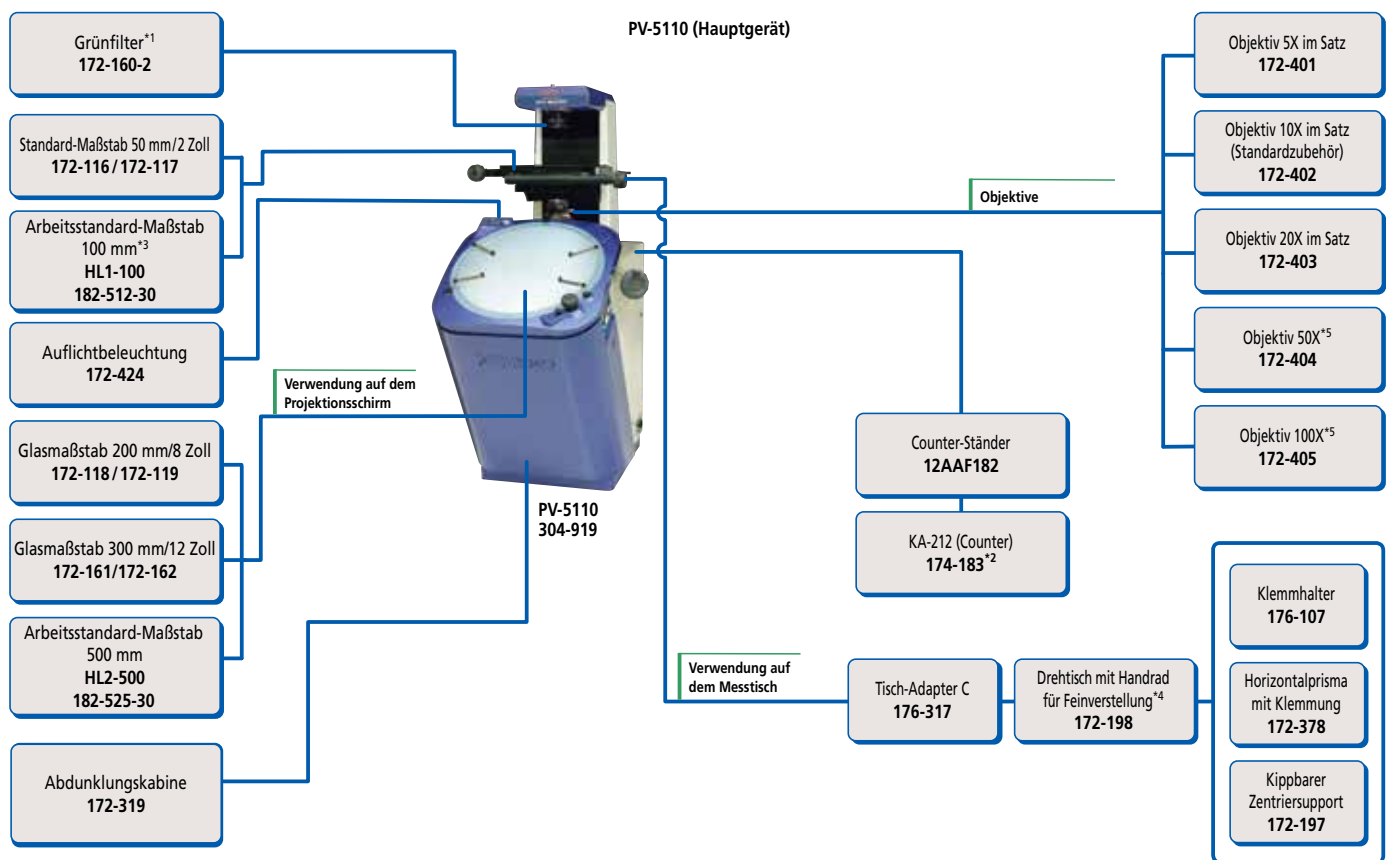 PV-5110 (Hauptgerät)
Grünfilter*1
172-160-2
Standard-Maßstab 50 mm/2 Zoll
172-116 / 172-117
Arbeitsstandard-Maßstab
100 mm*3
HL1-100
182-512-30
Auflichtbeleuchtung
172-424
Glasmaßstab 200 mm/8 Zoll
172-118 / 172-119
Glasmaßstab 300 mm/12 Zoll
172-161/172-162
Arbeitsstandard-Maßstab
500 mm
HL2-500
182-525-30
Abdunklungskabine
172-319
Verwendung auf dem
Projektionsschirm
PV-5110
304-919
Objektive
Objektiv 5X im Satz
172-401
Objektiv 10X im Satz
(Standardzubehör)
172-402
Objektiv 20X im Satz
172-403
Objektiv 50X*5
172-404
Objektiv 100X*5
172-405
Counter-Ständer
12AAF182
KA-212 (Counter)
174-183*2
Verwendung auf
dem Messtisch
Tisch-Adapter C
176-317
Drehtisch mit Handrad
für Feinverstellung*4
172-198
Klemmhalter
176-107
Horizontalprisma
mit Klemmung
172-378
Kippbarer
Zentriersupport
172-197